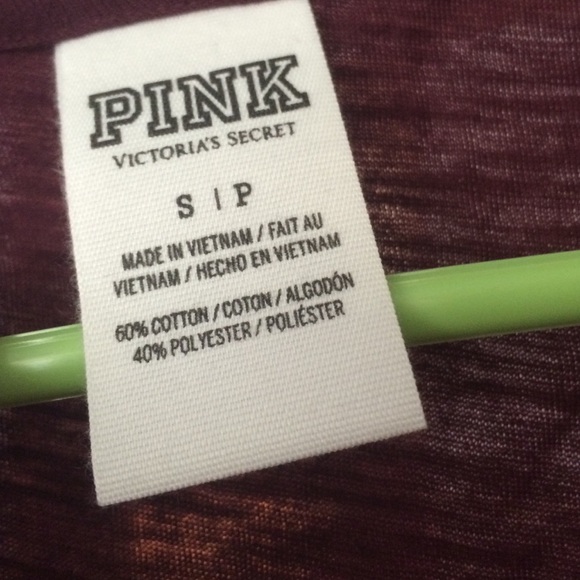 PINK
VICTORIA'S SECRET
S | P
MADE IN VIETNAM / FAIT AU
VIETNAM / HECHO EN VIETNAM
60% COTTON / COTON / ALGODÓN
40% POLYESTER / POLIÉSTER